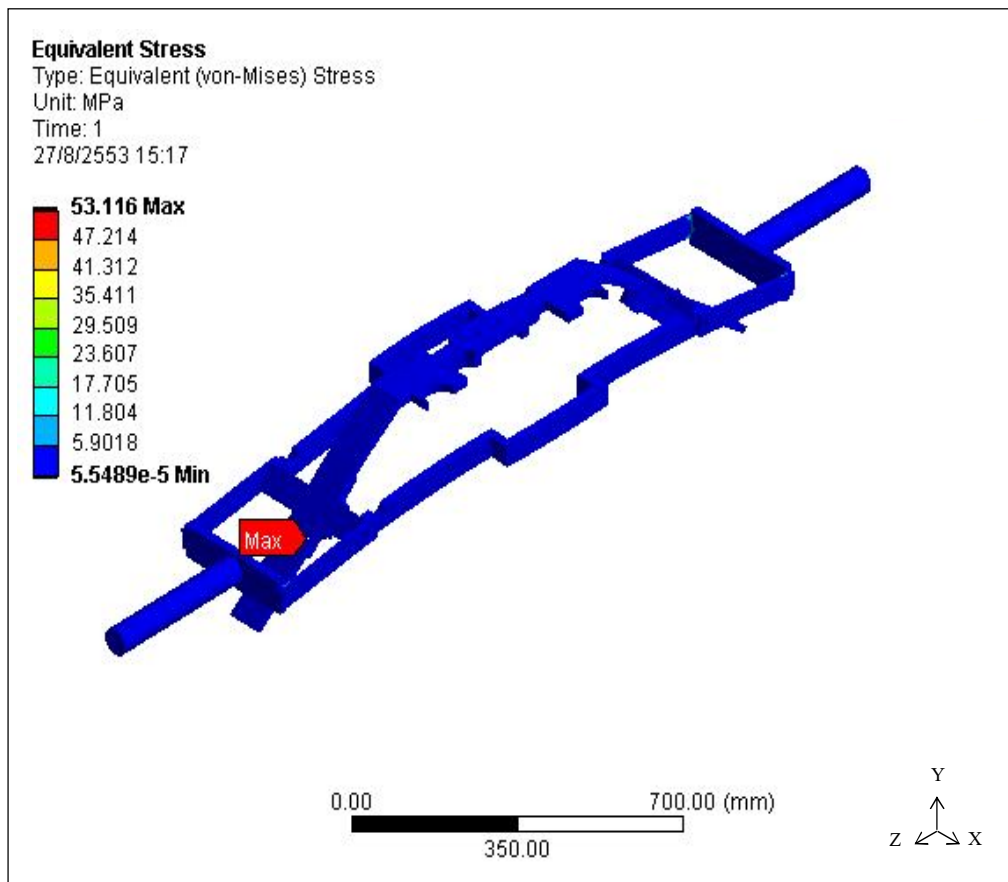 Equivalent Stress
Type: Equivalent (von-Mises) Stress
Unit: MPa
Time: 1
27/8/2553 15:17
53.116 Max
47.214
41.312
35.411
29.509
23.607
17.705
11.804
5.9018
5.5489e-5 Min
Max
0.00 700.00 (mm)
350.00
Y
Z X